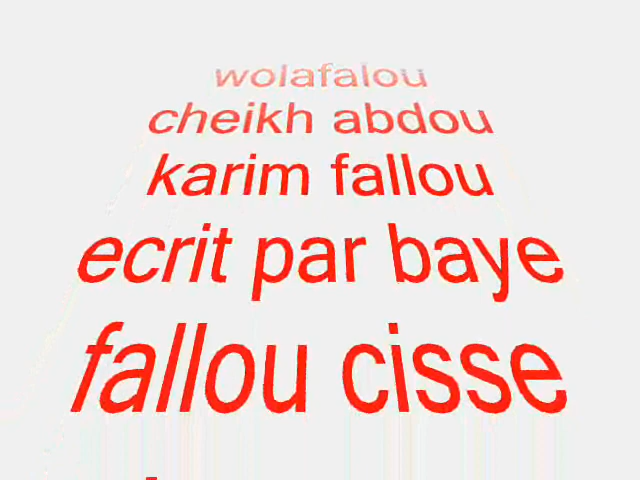 wolafalou
cheikh abdou
karim fallou
ecrit par baye
fallou cisse